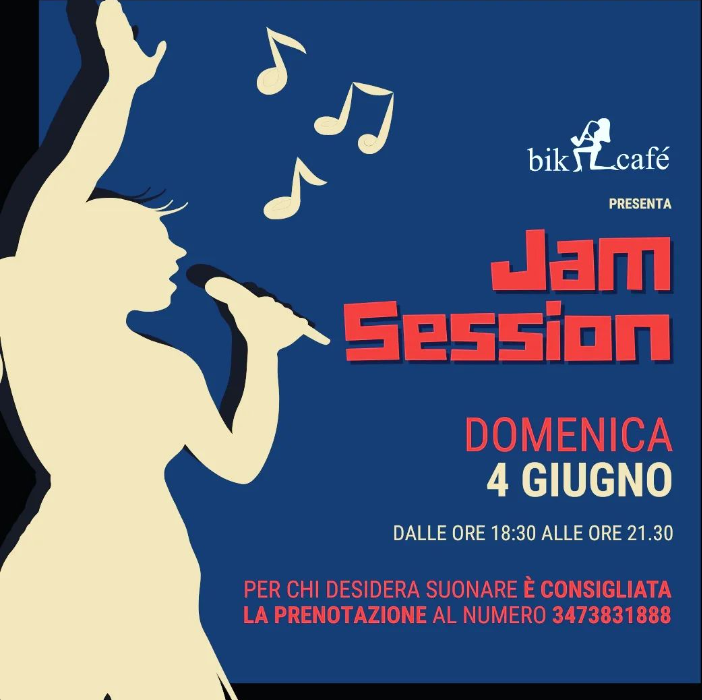 bik café
PRESENTA
Jam
Session
DOMENICA
4 GIUGNO
DALLE ORE 18:30 ALLE ORE 21.30
PER CHI DESIDERA SUONARE È CONSIGLIATA
LA PRENOTAZIONE AL NUMERO 3473831888